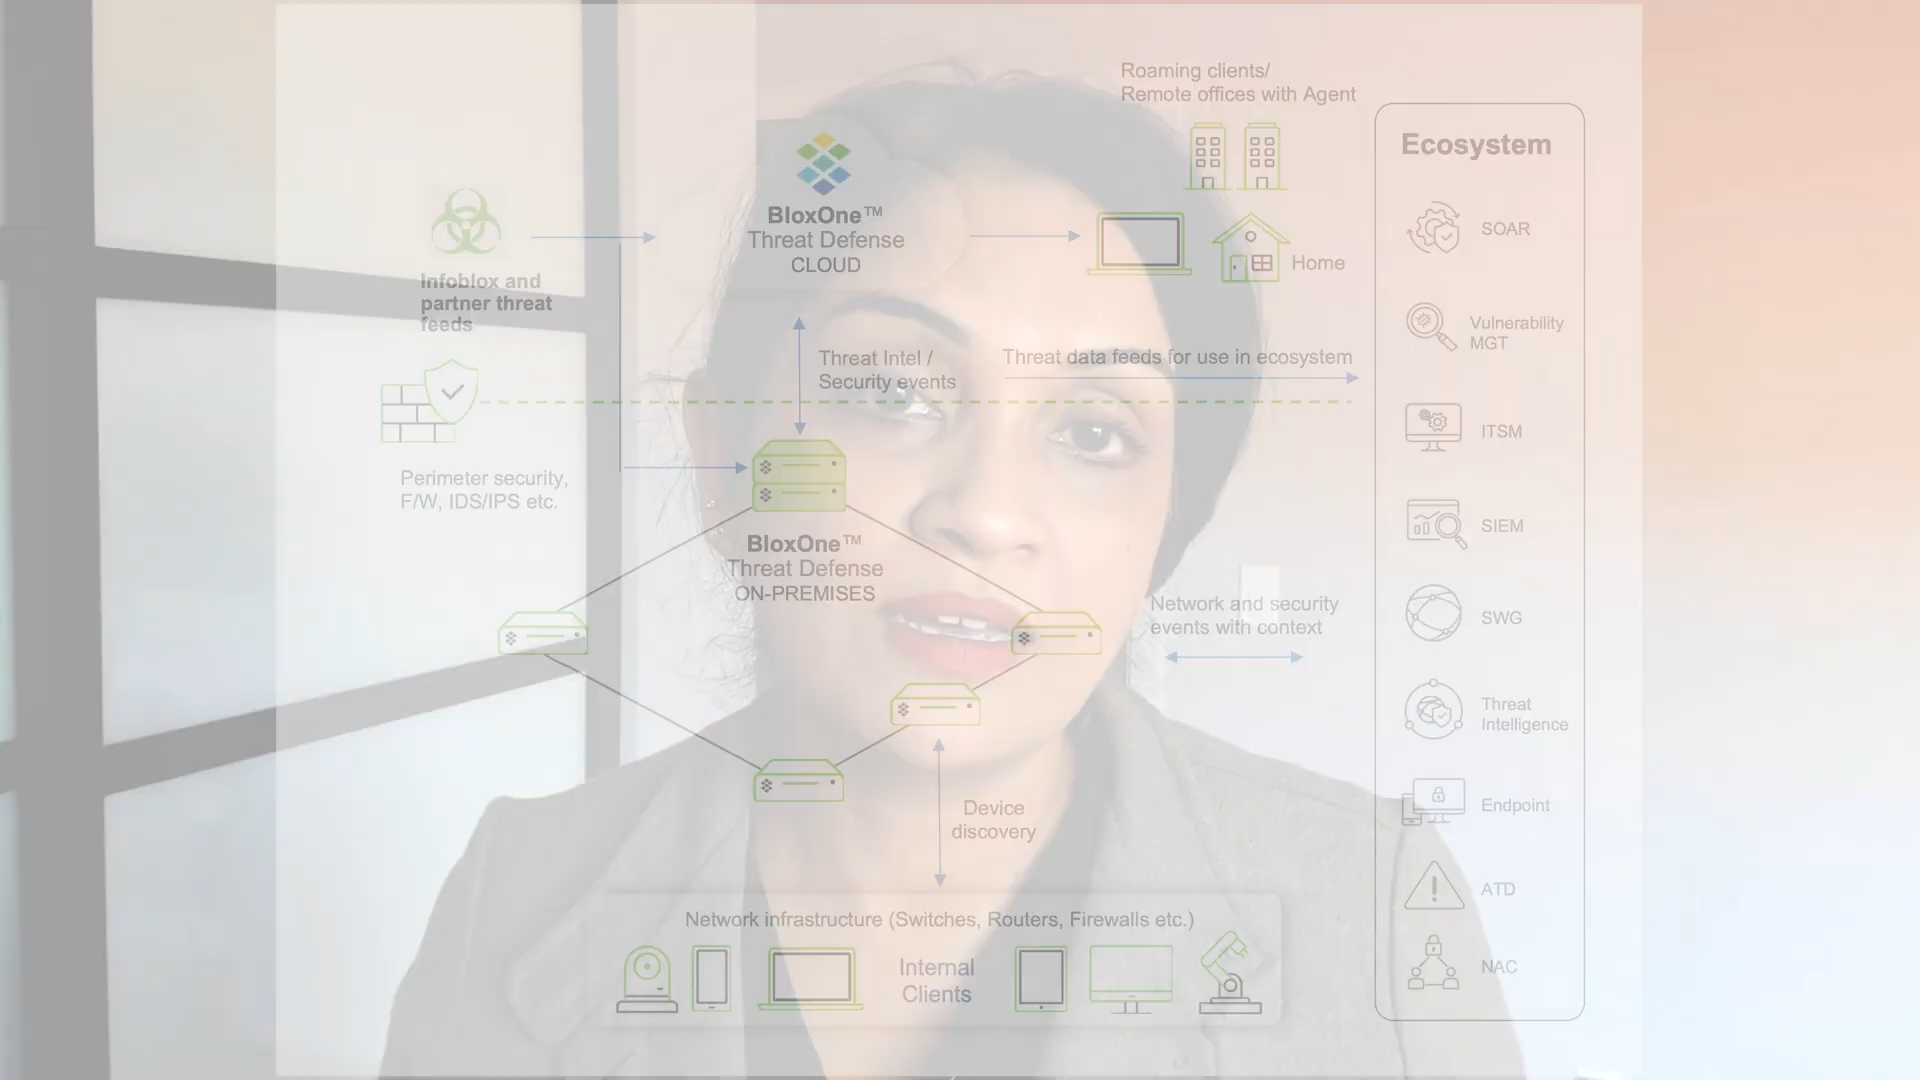 Roaming clients/
Remote offices with Agent
Home
BloxOne™
Threat Defense
CLOUD
Infoblox and
partner threat
feeds
Threat Intel /
Security events
Threat data feeds for use in ecosystem
Perimeter security,
F/W, IDS/IPS etc.
BloxOne™
Threat Defense
ON-PREMISES
Network and security
events with context
Device
discovery
Network infrastructure (Switches, Routers, Firewalls etc.)
Internal
Clients
Ecosystem
SOAR
Vulnerability
MGT
ITSM
SIEM
SWG
Threat
Intelligence
Endpoint
ATD
NAC